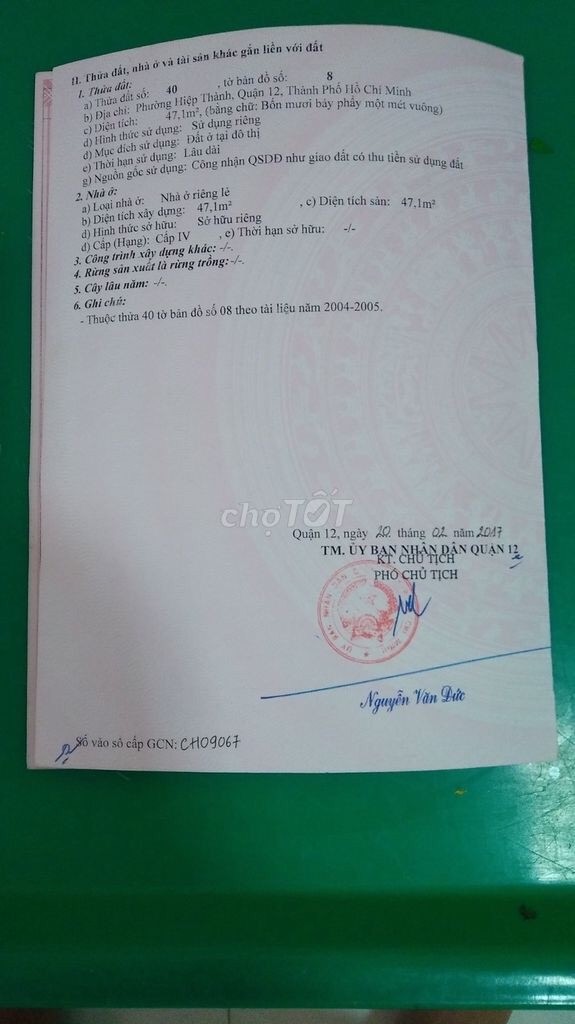 II. Thửa đất, nhà ở và tài sản khác gắn liền với đất
1. Thửa đất:
a) Thửa đất số: 40 , tờ bản đồ số: 8
b) Địa chỉ: Phường Hiệp Thành, Quận 12, Thành Phố Hồ Chí Minh
c) Diện tích: 47,1m², (bằng chữ: Bốn mươi bảy phẩy một mét vuông)
d) Hình thức sử dụng: Sử dụng riêng
đ) Mục đích sử dụng: Đất ở tại đô thị
e) Thời hạn sử dụng: Lâu dài
g) Nguồn gốc sử dụng: Công nhận QSDĐ như giao đất có thu tiền sử dụng đất
2. Nhà ở:
a) Loại nhà ở: Nhà ở riêng lẻ
b) Diện tích xây dựng: 47,1m² , c) Diện tích sàn: 47,1m²
d) Hình thức sở hữu: Sở hữu riêng
đ) Cấp (Hạng): Cấp IV , e) Thời hạn sở hữu: -/-
3. Công trình xây dựng khác: -/-.
4. Rừng sản xuất là rừng trồng: -/-.
5. Cây lâu năm: -/-.
6. Ghi chú:
- Thuộc thửa 40 tờ bản đồ số 08 theo tài liệu năm 2004-2005.
chợTỐT
Quận 12, ngày 20 tháng 02 năm 2017
TM. ỦY BAN NHÂN DÂN QUẬN 12
KT. CHỦ TỊCH
PHÓ CHỦ TỊCH
Nguyễn Văn Đức
Số vào sổ cấp GCN: CH09067